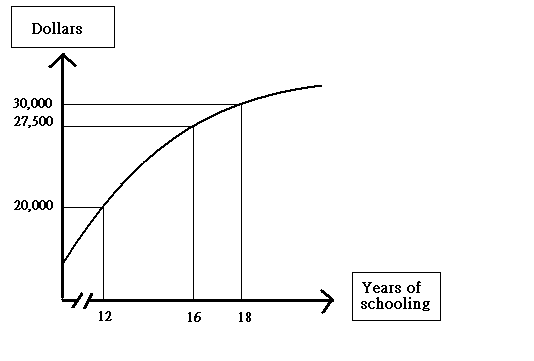 Dollars
30,000
27,500
20,000
12
16
18
Years of
schooling